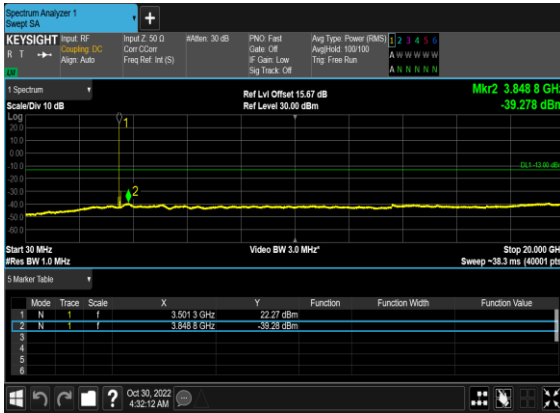 Spectrum Analyzer 1
Swept SA
+
KEYSIGHT
R T
Input: RF
Coupling: DC
Align: Auto
Input Z: 50 Ω
Corr CCorr
Freq Ref: Int (S)
#Atten: 30 dB
PNO: Fast
Gate: Off
IF Gain: Low
Sig Track: Off
Avg Type: Power (RMS)
Avg|Hold: 100/100
Trig: Free Run
1 2 3 4 5 6
A W W W W W
A N N N N N
1 Spectrum
Scale/Div 10 dB
Ref Lvl Offset 15.67 dB
Ref Level 30.00 dBm
Mkr2 3.848 8 GHz
-39.278 dBm
Log
20.0
10.0
0.00
-10.0
-20.0
-30.0
-40.0
-50.0
-60.0
1
2
DL1 -13.00 dBm
Start 30 MHz
#Res BW 1.0 MHz
Video BW 3.0 MHz*
Stop 20.000 GHz
Sweep ~38.3 ms (40001 pts)
5 Marker Table
Mode Trace Scale X Y Function Function Width Function Value
1 N 1 f 3.501 3 GHz 22.27 dBm
2 N 1 f 3.848 8 GHz -39.28 dBm
3
4
5
6
?
Oct 30, 2022
4:32:12 AM